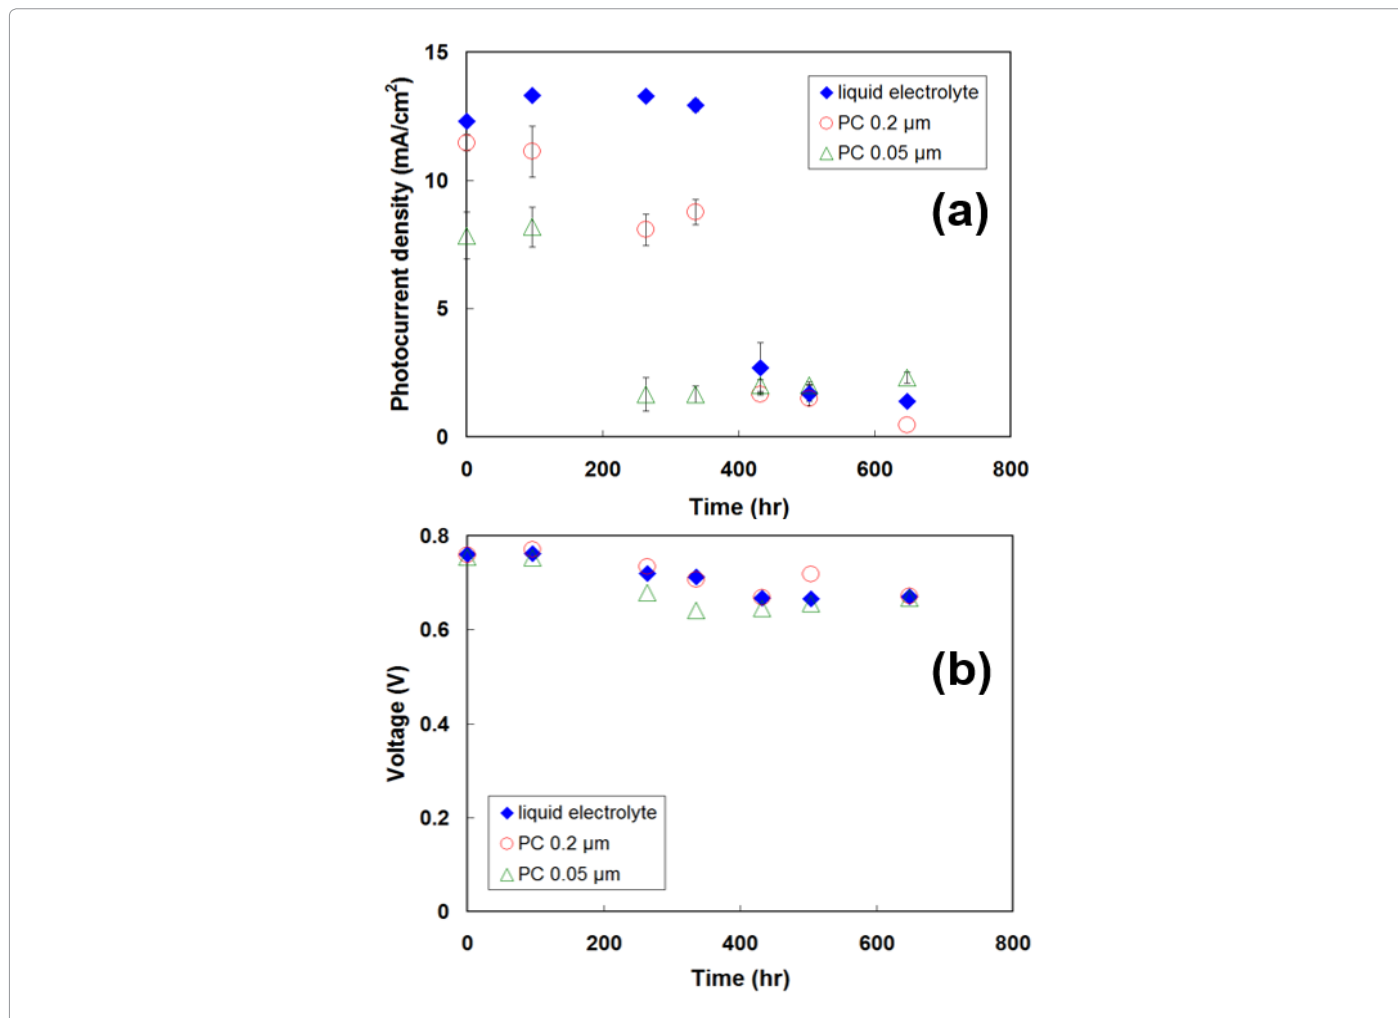 15
10
5
0
0 200 400 600 800
Photocurrent density (mA/cm²)
Time (hr)
liquid electrolyte
PC 0.2 µm
PC 0.05 µm
(a)
0.8
0.6
0.4
0.2
0
0 200 400 600 800
Voltage (V)
Time (hr)
liquid electrolyte
PC 0.2 µm
PC 0.05 µm
(b)